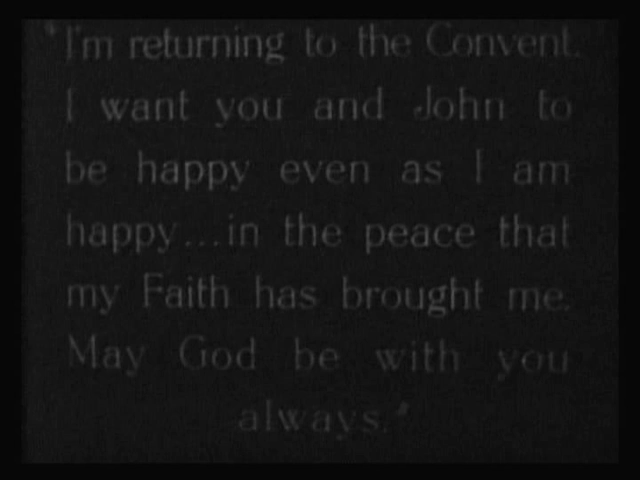 "I'm returning to the Convent.
I want you and John to
be happy even as I am
happy...in the peace that
my Faith has brought me.
May God be with you
always."